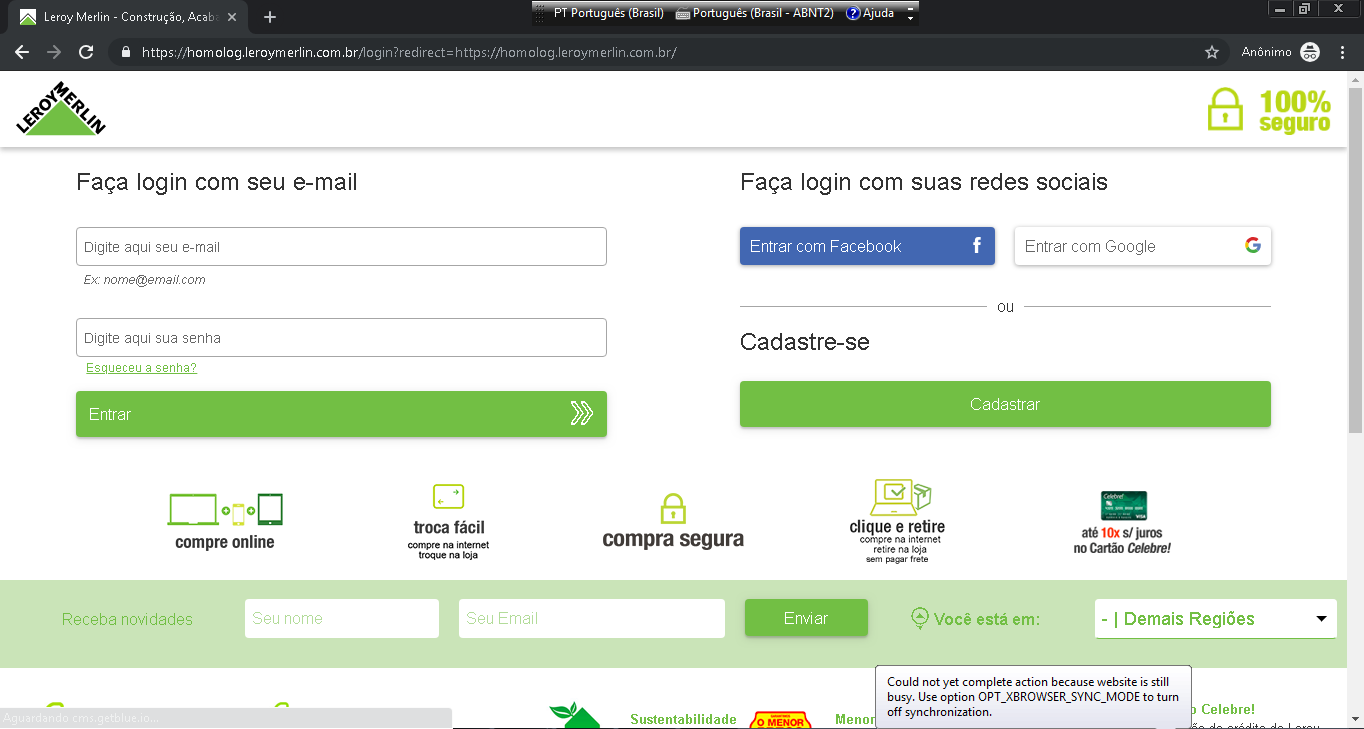 Leroy Merlin - Construção, Acaba
PT Português (Brasil) Português (Brasil - ABNT2) Ajuda
https://homolog.leroymerlin.com.br/login?redirect=https://homolog.leroymerlin.com.br/
Anônimo
LEROY MERLIN
100%
seguro
Faça login com seu e-mail
Digite aqui seu e-mail
Ex: nome@email.com
Digite aqui sua senha
Esqueceu a senha?
Entrar
Faça login com suas redes sociais
Entrar com Facebook
Entrar com Google
ou
Cadastre-se
Cadastrar
compre online
troca fácil
compre na internet
troque na loja
compra segura
clique e retire
compre na internet
retire na loja
sem pagar frete
Celebre!
VISA
até 10x s/ juros
no Cartão Celebre!
Receba novidades
Seu nome
Seu Email
Enviar
Você está em:
- | Demais Regiões
Could not yet complete action because website is still
busy. Use option OPT_XBROWSER_SYNC_MODE to turn
off synchronization.
Sustentabilidade
O MENOR
Menor
o Celebre!
de crédito do Leroy
Aguardando cms.getblue.io...